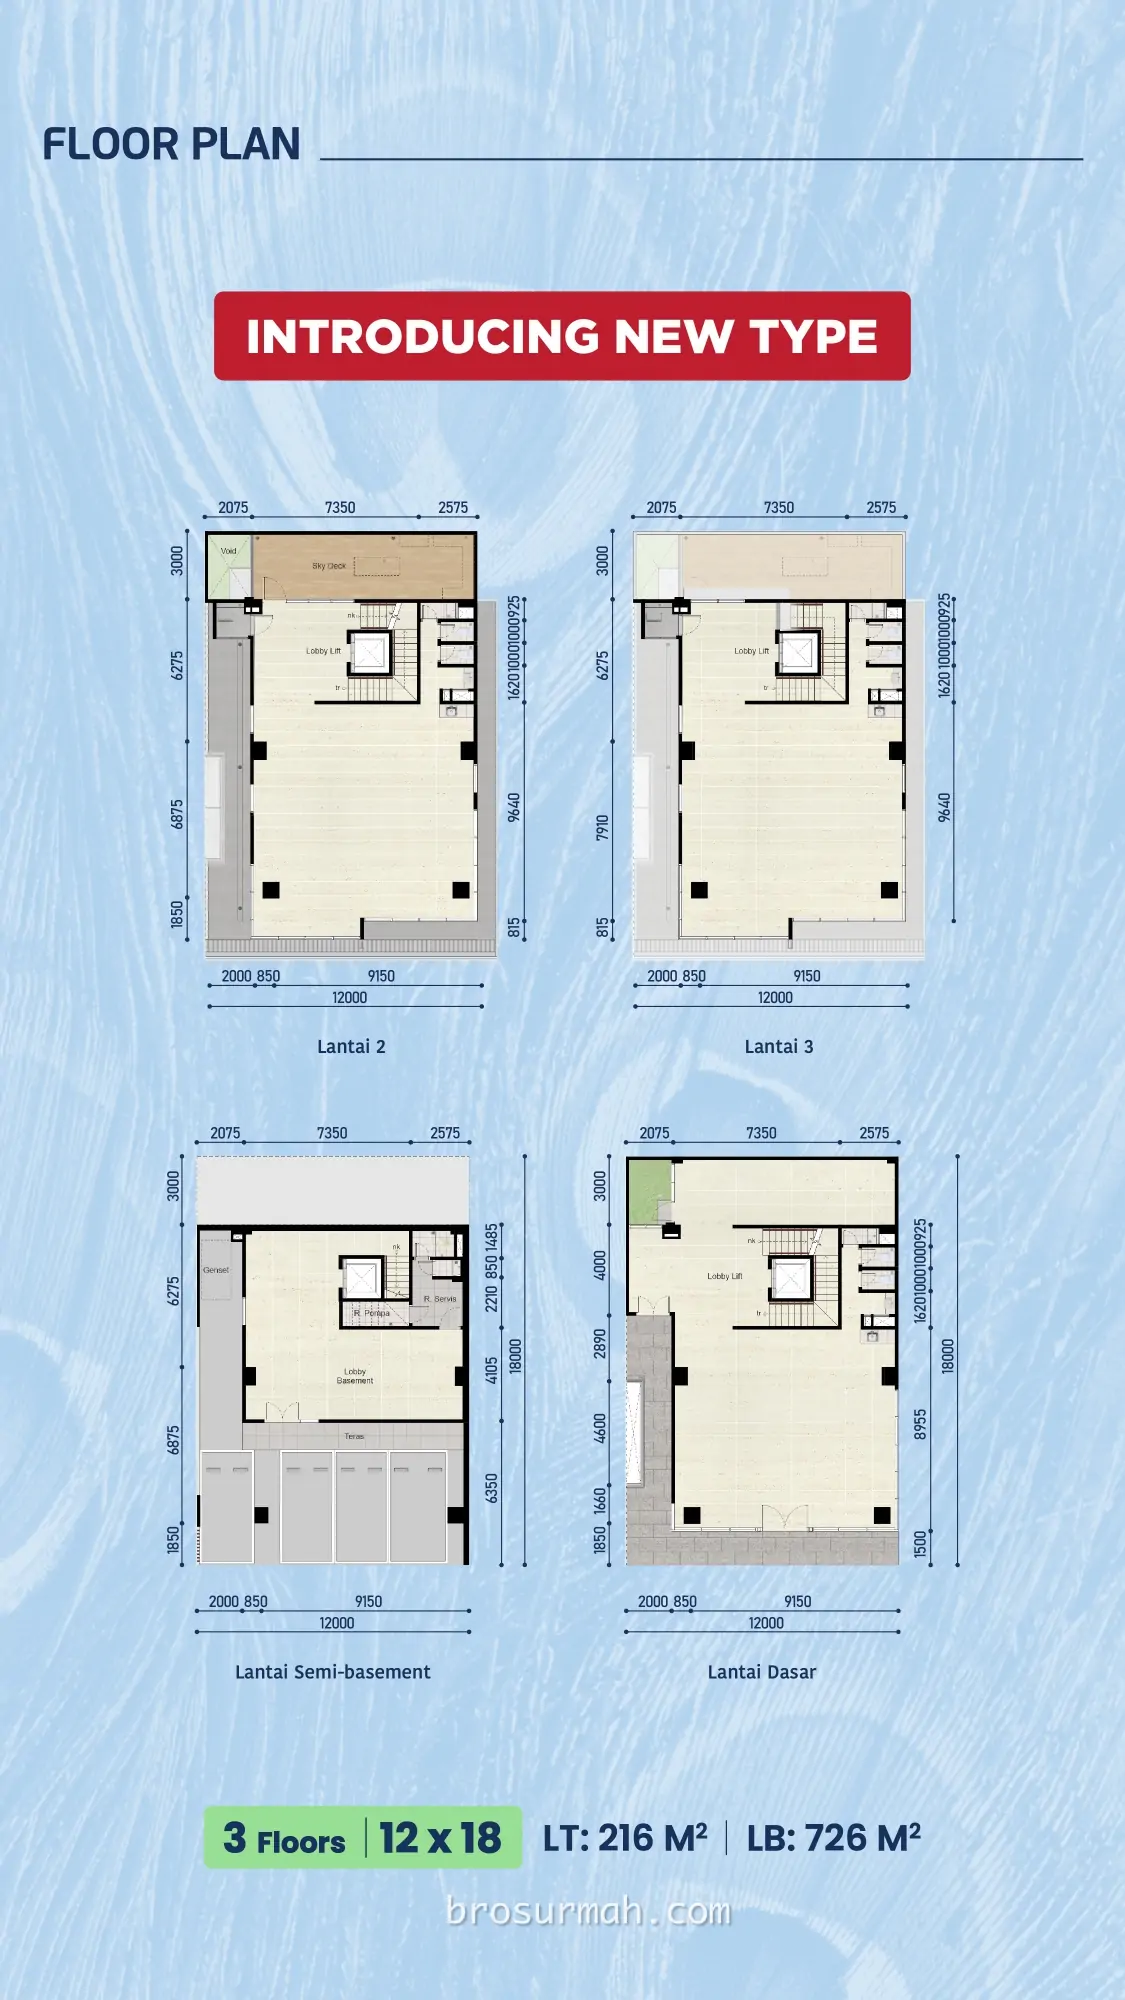 FLOOR PLAN
INTRODUCING NEW TYPE
2075 7350 2575
3000
6275
6875
1850
Void
Sky Deck
nk
Lobby Lift
tr
925
1000
1000
1620
9640
815
2000 850 9150
12000
Lantai 2
2075 7350 2575
3000
6275
7910
815
Lobby Lift
925
1000
1000
1620
9640
2000 850 9150
12000
Lantai 3
2075 7350 2575
3000
6275
6875
1850
Genset
nk
R. Servis
R. Pompa
Lobby
Basement
Teras
1485
850
2210
4105
6350
18000
2000 850 9150
12000
Lantai Semi-basement
2075 7350 2575
3000
4000
2890
4600
1660
1850
nk
Lobby Lift
tr
925
1000
1000
1620
8955
1500
18000
2000 850 9150
12000
Lantai Dasar
3 Floors | 12 x 18 LT: 216 M² | LB: 726 M²
brosurmah.com